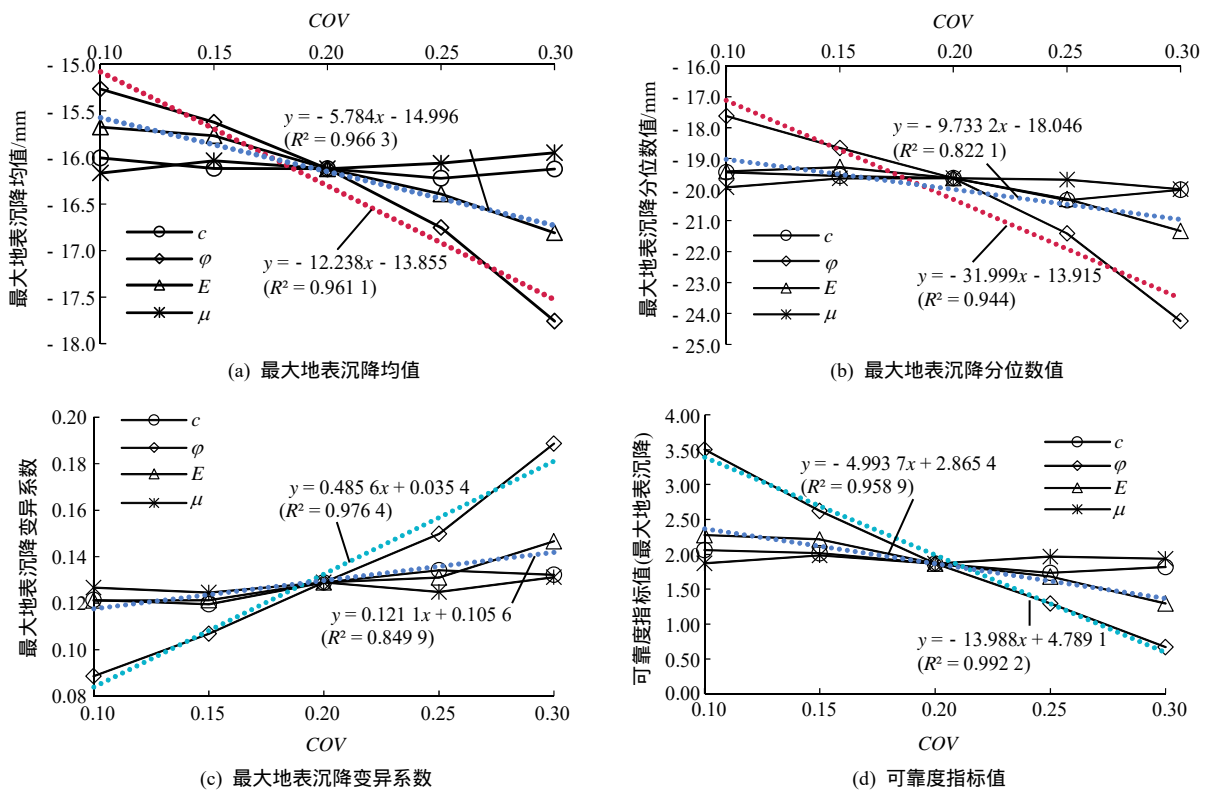 COV
0.10 0.15 0.20 0.25 0.30
- 15.0
- 15.5
- 16.0
- 16.5
- 17.0
- 17.5
- 18.0
最大地表沉降均值/mm
y = - 5.784x - 14.996
(R² = 0.966 3)
y = - 12.238x - 13.855
(R² = 0.961 1)
c
φ
E
μ
(a) 最大地表沉降均值
COV
0.10 0.15 0.20 0.25 0.30
- 16.0
- 17.0
- 18.0
- 19.0
- 20.0
- 21.0
- 22.0
- 23.0
- 24.0
- 25.0
最大地表沉降分位数值/mm
y = - 9.733 2x - 18.046
(R² = 0.822 1)
y = - 31.999x - 13.915
(R² = 0.944)
c
φ
E
μ
(b) 最大地表沉降分位数值
0.20
0.18
0.16
0.14
0.12
0.10
0.08
最大地表沉降变异系数
c
φ
E
μ
y = 0.485 6x + 0.035 4
(R² = 0.976 4)
y = 0.121 1x + 0.105 6
(R² = 0.849 9)
0.10 0.15 0.20 0.25 0.30
COV
(c) 最大地表沉降变异系数
4.00
3.50
3.00
2.50
2.00
1.50
1.00
0.50
0.00
可靠度指标值(最大地表沉降)
y = - 4.993 7x + 2.865 4
(R² = 0.958 9)
c
φ
E
μ
y = - 13.988x + 4.789 1
(R² = 0.992 2)
0.10 0.15 0.20 0.25 0.30
COV
(d) 可靠度指标值